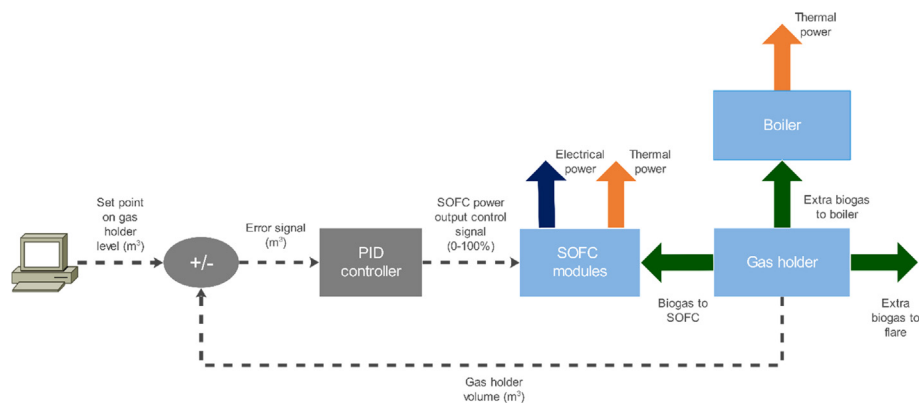 Thermal
power
Boiler
Electrical
power
Thermal
power
Extra biogas
to boiler
Set point
on gas
holder
level (m³)
Error signal
(m³)
SOFC power
output control
signal
(0-100%)
+/-
PID
controller
SOFC
modules
Gas holder
Biogas to
SOFC
Extra
biogas to
flare
Gas holder
volume (m³)